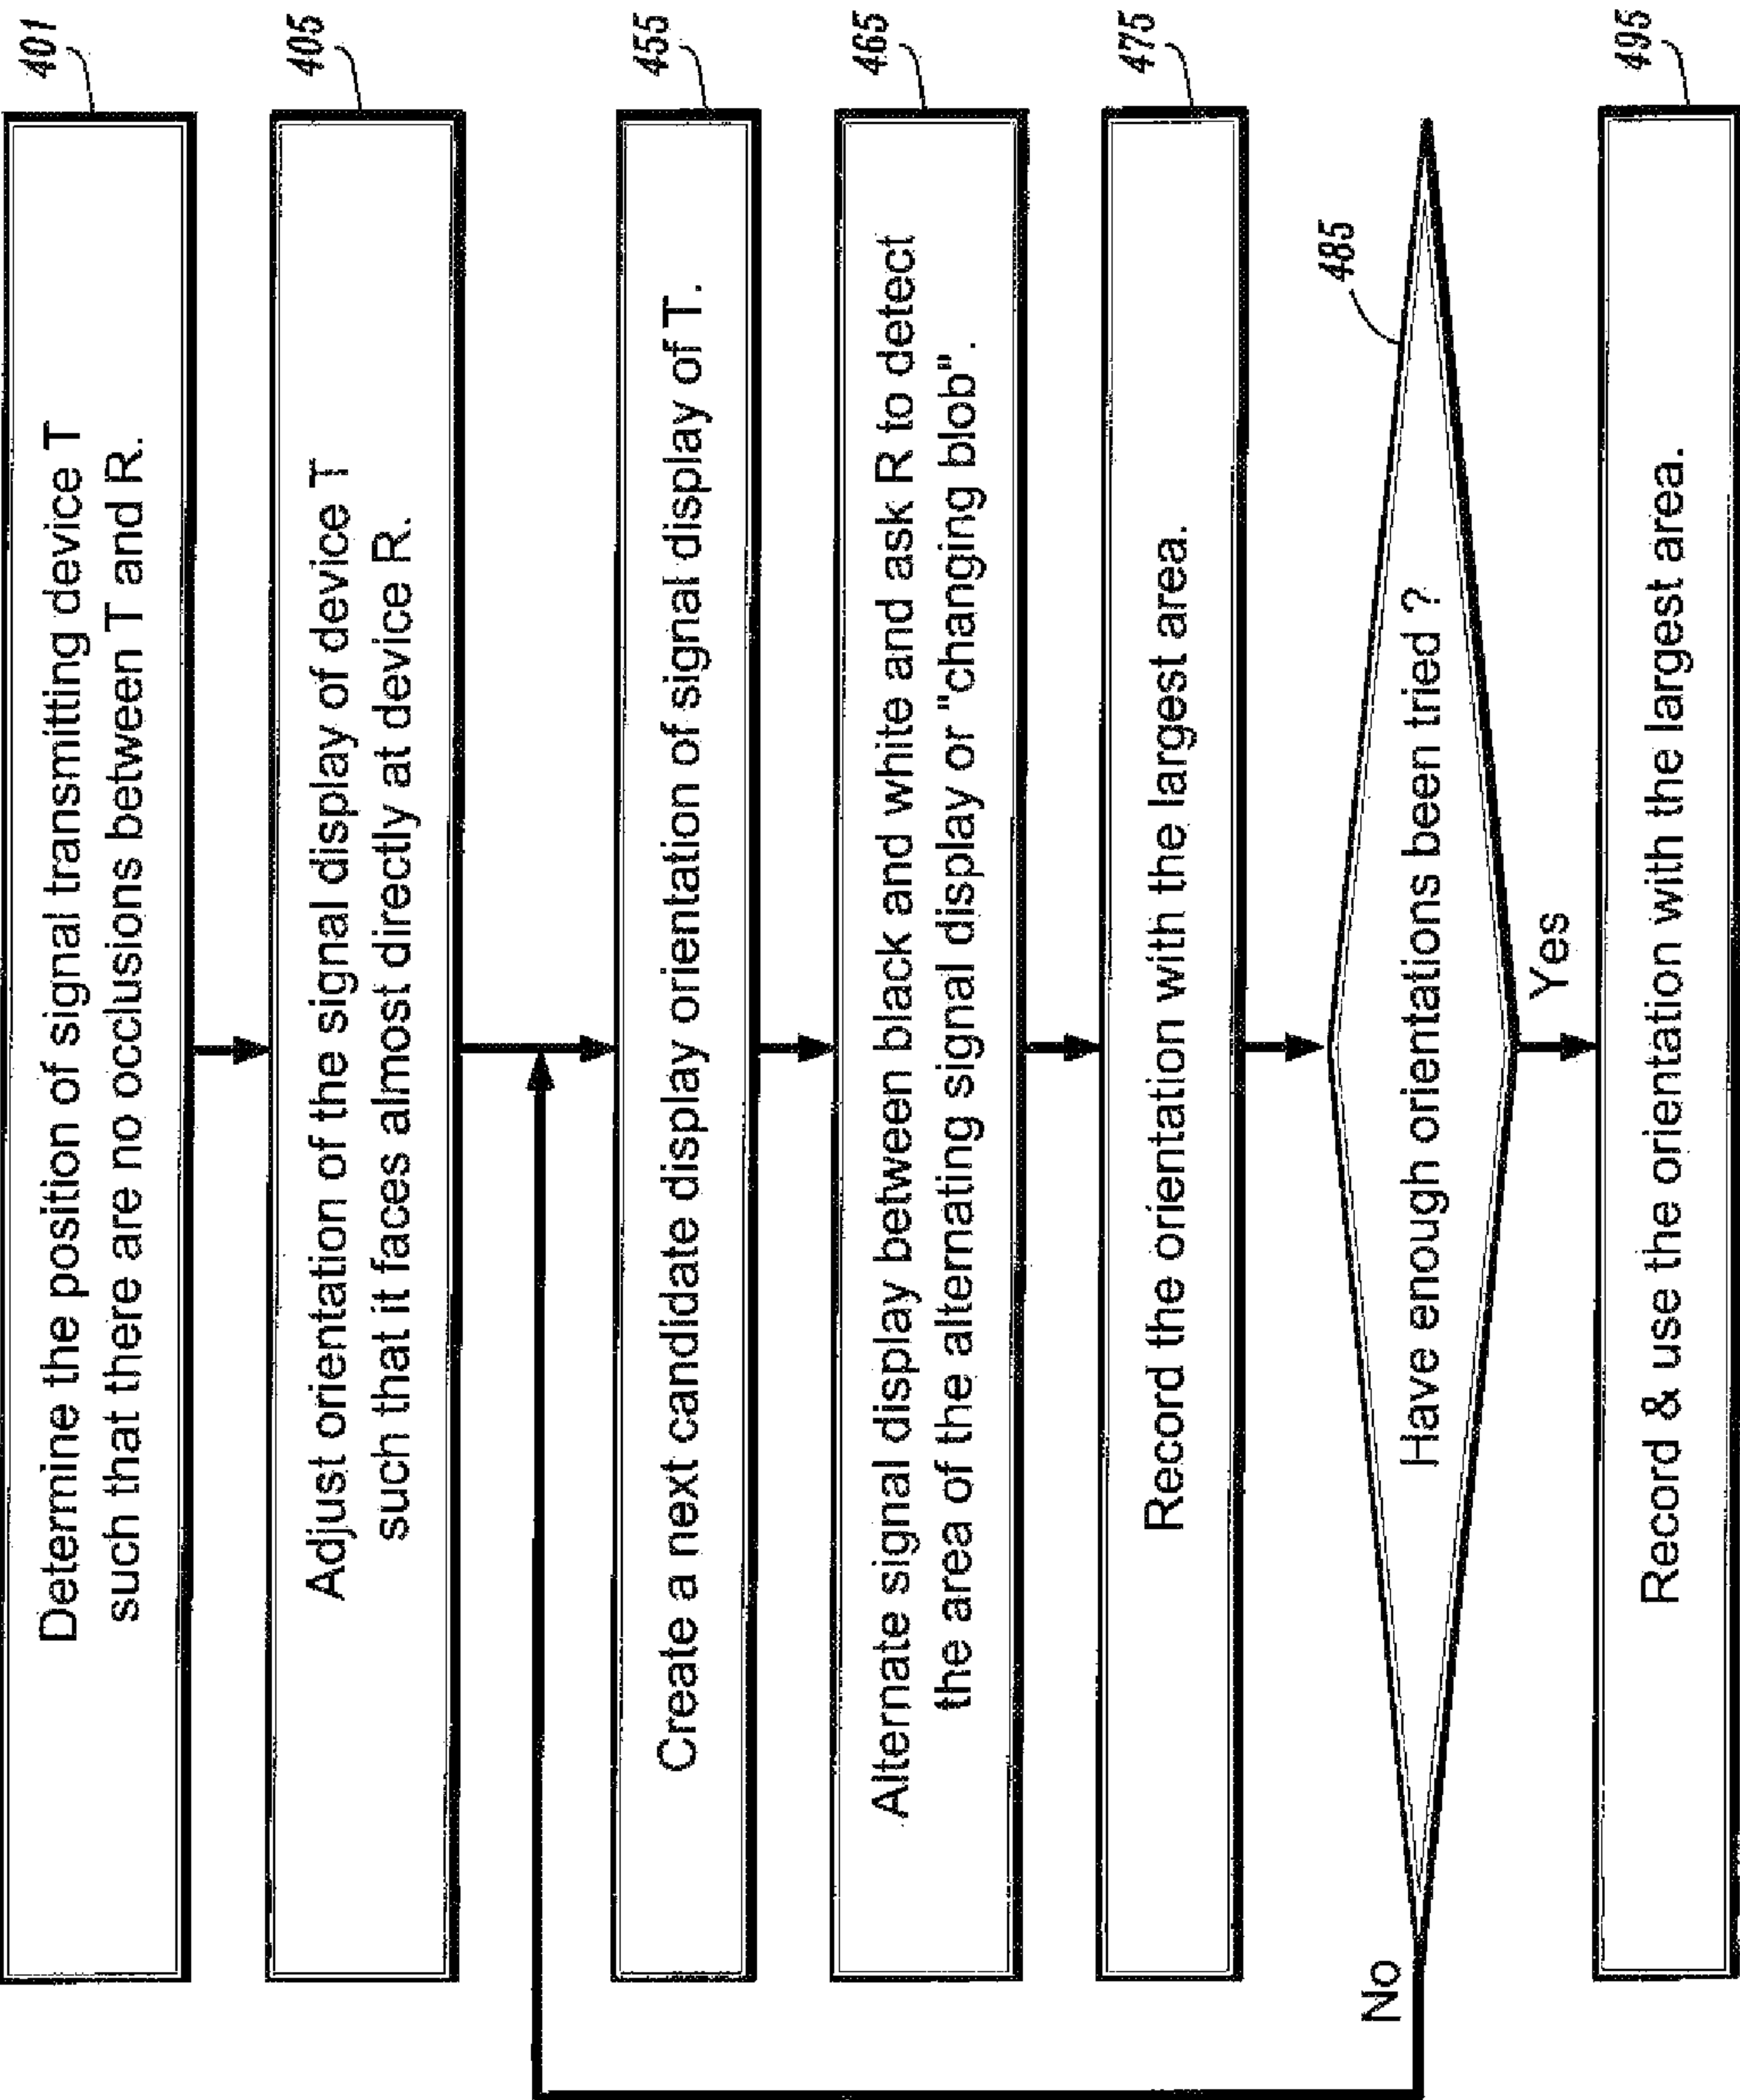 401
Determine the position of signal transmitting device T
such that there are no occlusions between T and R.
405
Adjust orientation of the signal display of device T
such that it faces almost directly at device R.
455
Create a next candidate display orientation of signal display of T.
465
Alternate signal display between black and white and ask R to detect
the area of the alternating signal display or "changing blob".
475
Record the orientation with the largest area.
485
Have enough orientations been tried ?
No
Yes
495
Record & use the orientation with the largest area.